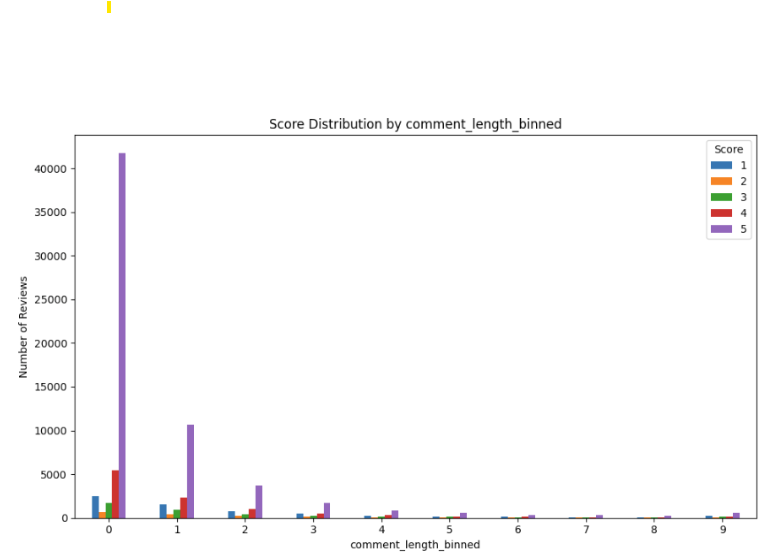 Score Distribution by comment_length_binned
Score
1
2
3
4
5
40000
35000
30000
25000
20000
15000
10000
5000
0
Number of Reviews
0 1 2 3 4 5 6 7 8 9
comment_length_binned